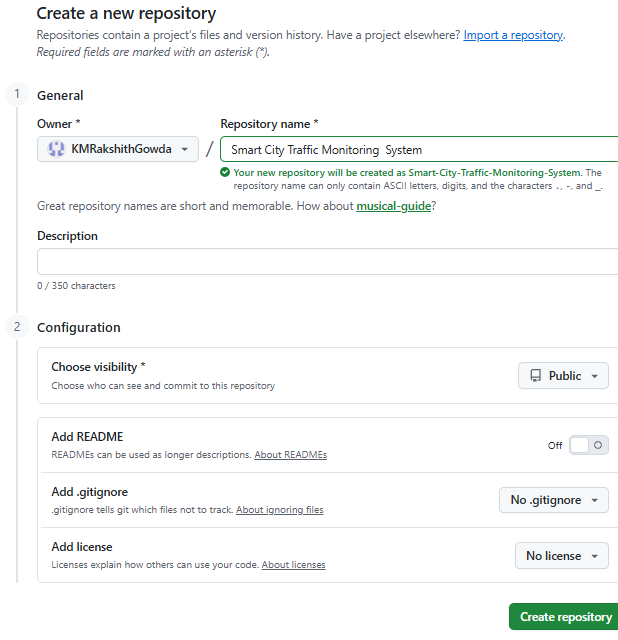 Create a new repository
Repositories contain a project's files and version history. Have a project elsewhere? Import a repository.
Required fields are marked with an asterisk (*).
1
General
Owner *
Repository name *
KMRakshithGowda
/
Smart City Traffic Monitoring  System
Your new repository will be created as Smart-City-Traffic-Monitoring-System. The
repository name can only contain ASCII letters, digits, and the characters ., -, and _.
Great repository names are short and memorable. How about musical-guide?
Description
0 / 350 characters
2
Configuration
Choose visibility *
Choose who can see and commit to this repository
Public
Add README
READMEs can be used as longer descriptions. About READMEs
Off
Add .gitignore
.gitignore tells git which files not to track. About ignoring files
No .gitignore
Add license
Licenses explain how others can use your code. About licenses
No license
Create repository